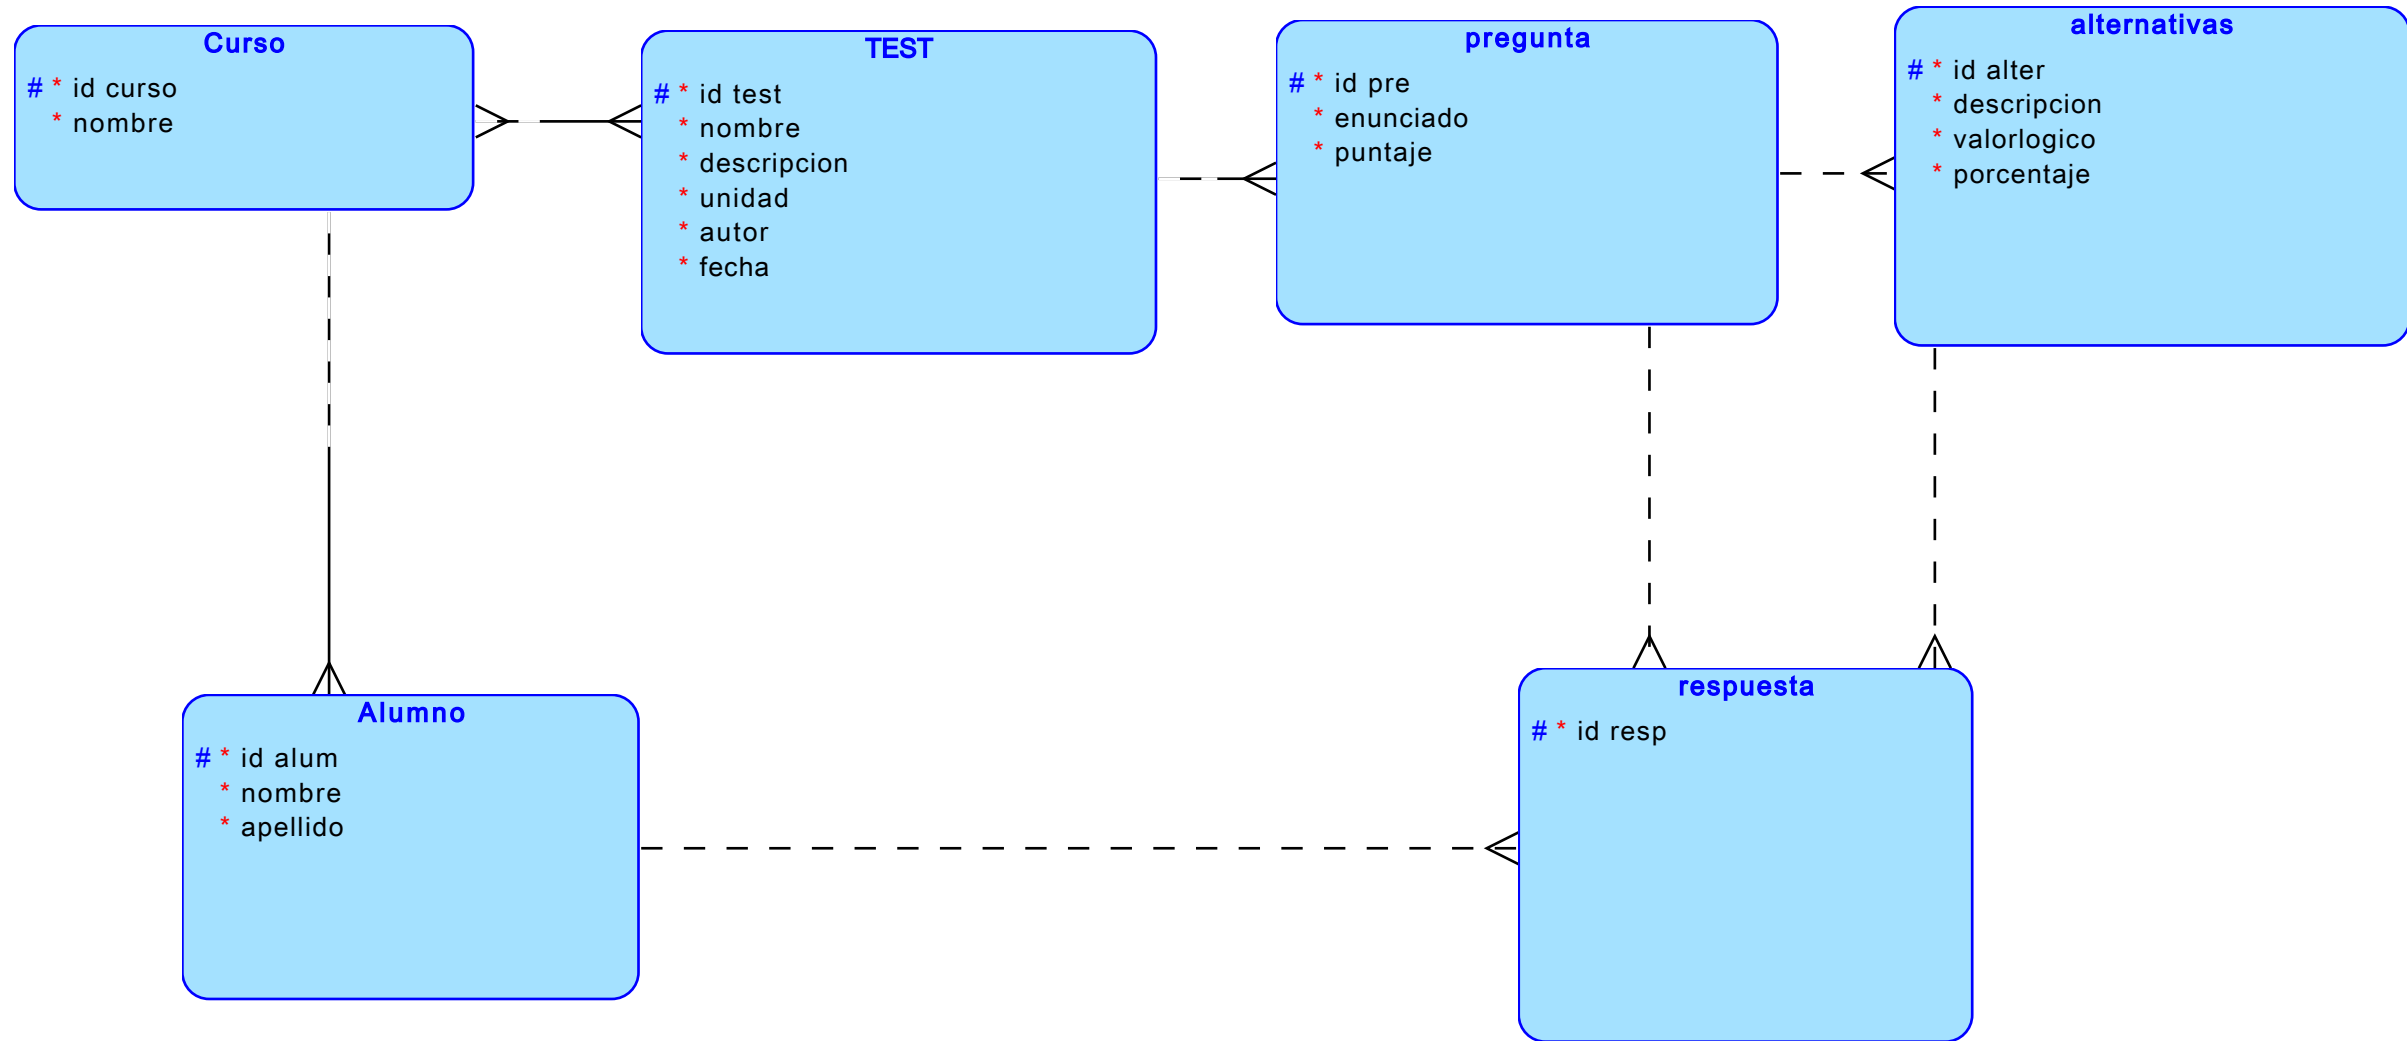 Curso
# * id curso
* nombre
TEST
# * id test
* nombre
* descripcion
* unidad
* autor
* fecha
pregunta
# * id pre
* enunciado
* puntaje
alternativas
# * id alter
* descripcion
* valorlogico
* porcentaje
Alumno
# * id alum
* nombre
* apellido
respuesta
# * id resp